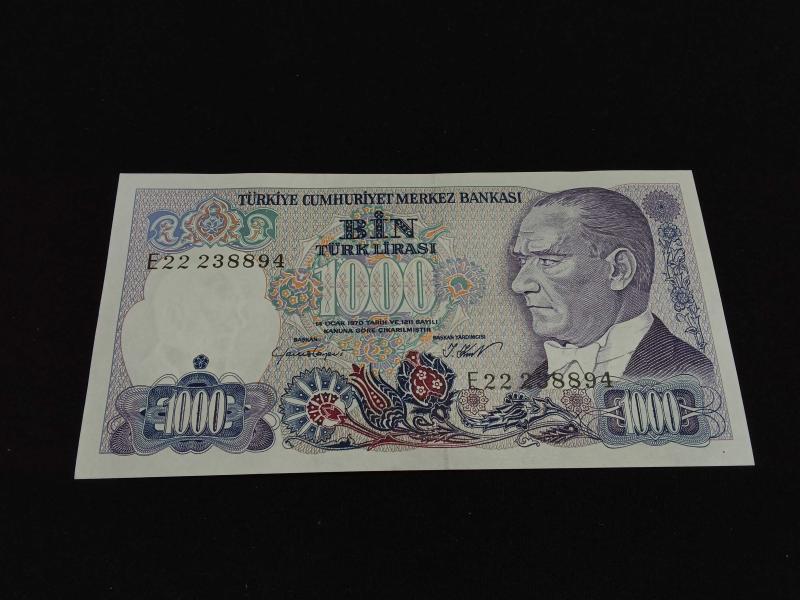 TÜRKİYE CUMHURİYET MERKEZ BANKASI
BİN
TÜRK LİRASI
E22 238894
1000
14 OCAK 1970 TARİH VE 1211 SAYILI
KANUNA GÖRE ÇIKARILMIŞTIR
BAŞKAN
BAŞKAN YARDIMCISI
E22 238894
1000
1000